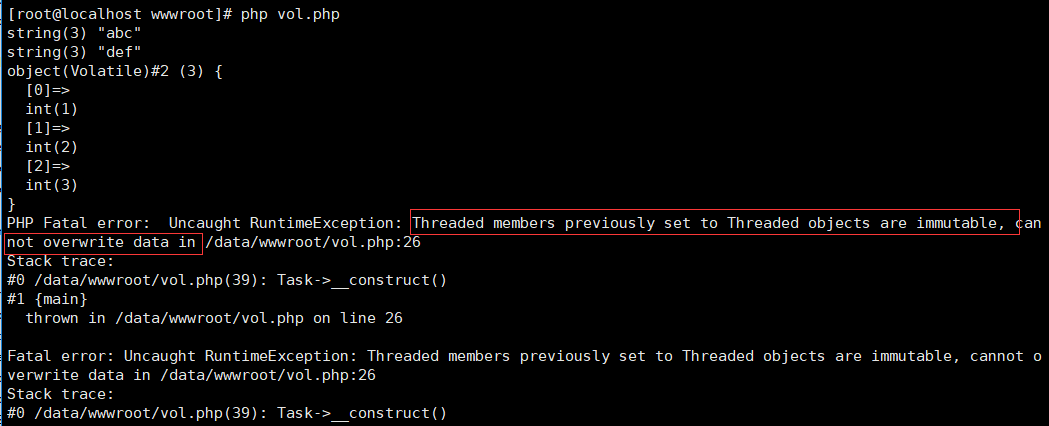 [root@localhost wwwroot]# php vol.php
string(3) "abc"
string(3) "def"
object(Volatile)#2 (3) {
  [0]=>
  int(1)
  [1]=>
  int(2)
  [2]=>
  int(3)
}
PHP Fatal error:  Uncaught RuntimeException: Threaded members previously set to Threaded objects are immutable, can
not overwrite data in /data/wwwroot/vol.php:26
Stack trace:
#0 /data/wwwroot/vol.php(39): Task->__construct()
#1 {main}
  thrown in /data/wwwroot/vol.php on line 26

Fatal error: Uncaught RuntimeException: Threaded members previously set to Threaded objects are immutable, cannot o
verwrite data in /data/wwwroot/vol.php:26
Stack trace:
#0 /data/wwwroot/vol.php(39): Task->__construct()